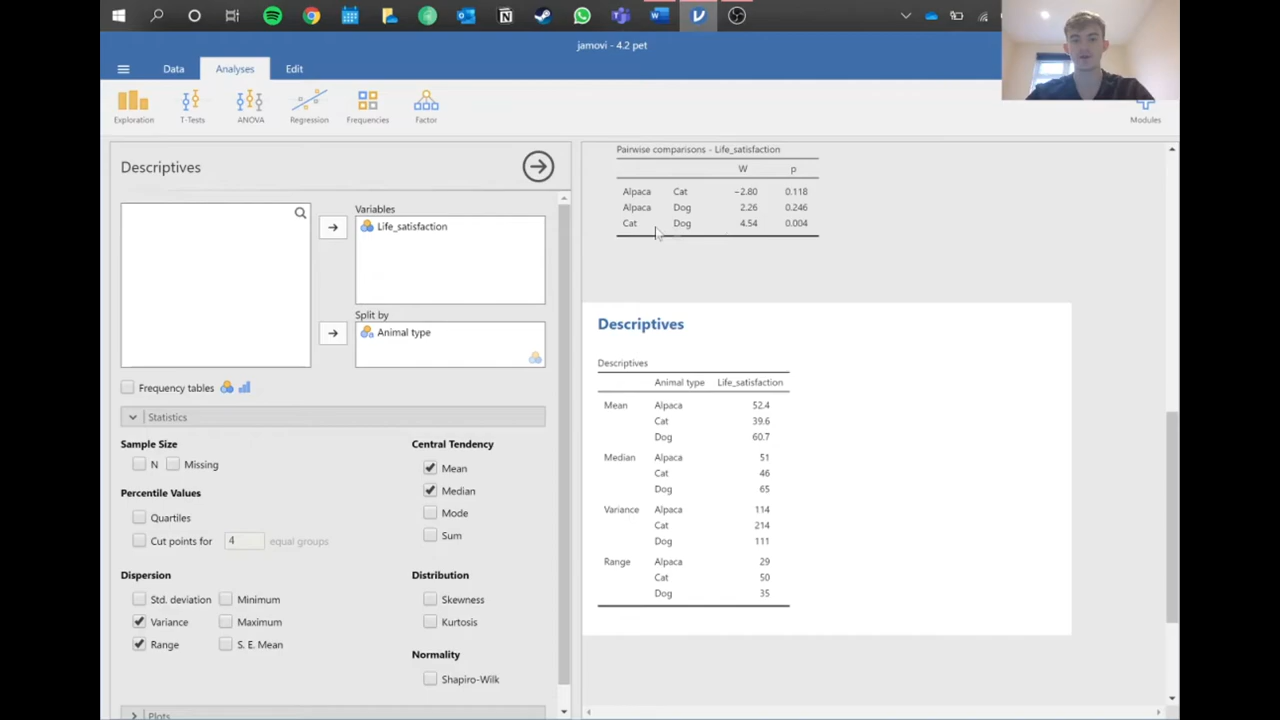 jamovi - 4.2 pet
Data
Analyses
Edit
Exploration
T-Tests
ANOVA
Regression
Frequencies
Factor
Modules
Descriptives
Variables
Life_satisfaction
Split by
Animal type
Frequency tables
Statistics
Sample Size
N
Missing
Percentile Values
Quartiles
Cut points for 4 equal groups
Dispersion
Std. deviation
Minimum
Variance
Maximum
Range
S. E. Mean
Central Tendency
Mean
Median
Mode
Sum
Distribution
Skewness
Kurtosis
Normality
Shapiro-Wilk
Plots
Pairwise comparisons - Life_satisfaction
W p
Alpaca Cat −2.80 0.118
Alpaca Dog 2.26 0.246
Cat Dog 4.54 0.004
Descriptives
Descriptives
Animal type Life_satisfaction
Mean Alpaca 52.4
Cat 39.6
Dog 60.7
Median Alpaca 51
Cat 46
Dog 65
Variance Alpaca 114
Cat 214
Dog 111
Range Alpaca 29
Cat 50
Dog 35